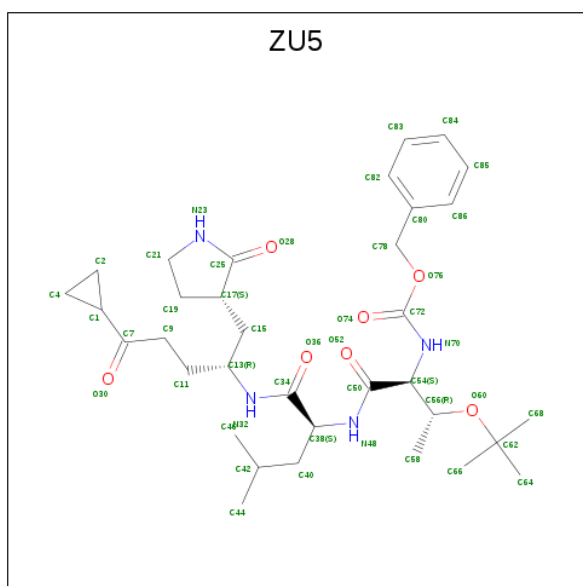 ZU5
C83 C84
C82 C85
C80 C86
N23
H
C78
C21 O28
C2 C25 O76
C4 C17(S) O74 C72
C19 C1 C15 O36 O52 N70
C7 C9 H
C13(R) C34 C50 C54(S) O60 C68
O30 C11 N32 H C56(R) C62
C46 C38(S) H N48 C58 C66 C64
C42 C40
C44